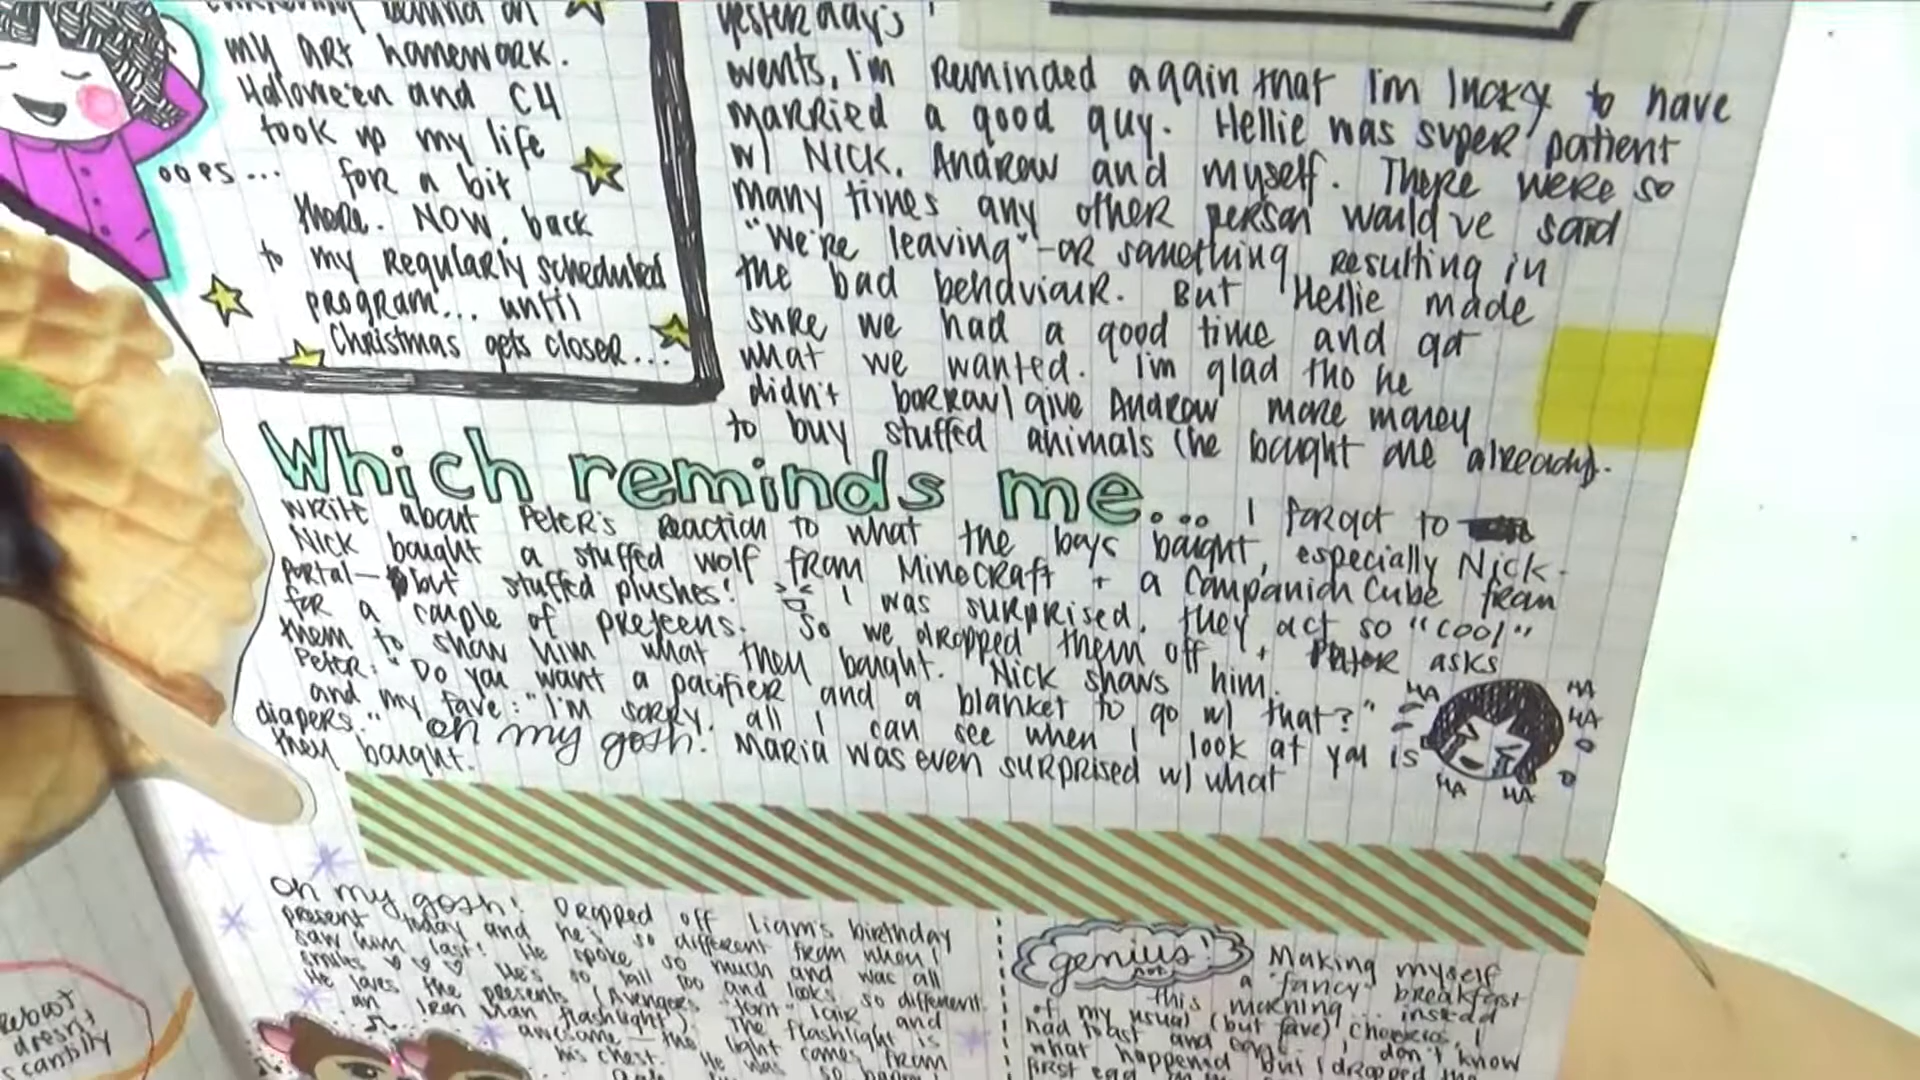 my ART homework.
Halowe'en and C4
took up my life
oops... for a bit
there. NOW, back
to my Regularly scheduled
program... until
Christmas gets closer...
yesterday's
events, I'm Reminded again that I'm lucky to have
married a good guy. Hellie was super patient
w/ Nick, Andrew and myself. There were so
many times any other person would've said
"We're leaving" - or something resulting in
the bad behaviour. But Hellie made
sure we had a good time and got
what we wanted. I'm glad tho he
didn't borrow/give Andrew more money
to buy stuffed animals (he bought one already).
Which reminds me... I forgot to
write about Peter's Reaction to what the boys bought, especially Nick.
Nick bought a stuffed wolf from Minecraft + a Companion Cube from
Portal - but stuffed plushes! I was surprised, they act so "cool"
for a couple of preteens. So we dropped them off + Peter asks
them to show him what they bought. Nick shows him.
Peter: "Do you want a pacifier and a blanket to go w/ that?"
and my fave: "I'm sorry, all I can see when I look at you is
diapers." oh my gosh! Maria was even surprised w/ what
they bought.
HA HA
HA
HA HA
oh my gosh! Dropped off Liam's birthday
present today and he's so different from when I
saw him last! He spoke so much and was all
smiles He's so tall too and looks so different.
He loves the presents (Avengers "tent" lair and
an Iron Man flashlight). The flashlight is
awesome - the light comes from
his chest. He was so
genius!
not
Making myself
a "fancy" breakfast
this morning... instead
of my usual (but fave) cheerios, I
had toast and eggs. I don't know
what happened but I dropped the
first egg
Reboot
doesn't
scantily